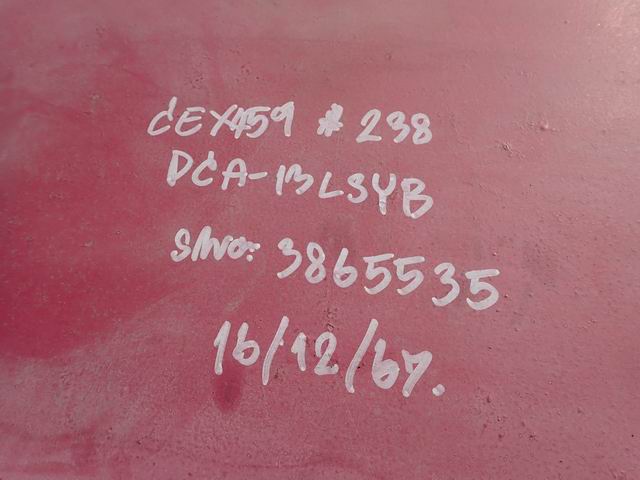 CEX459 # 238
DCA-13LSYB
S/No: 3865535
16/12/67.